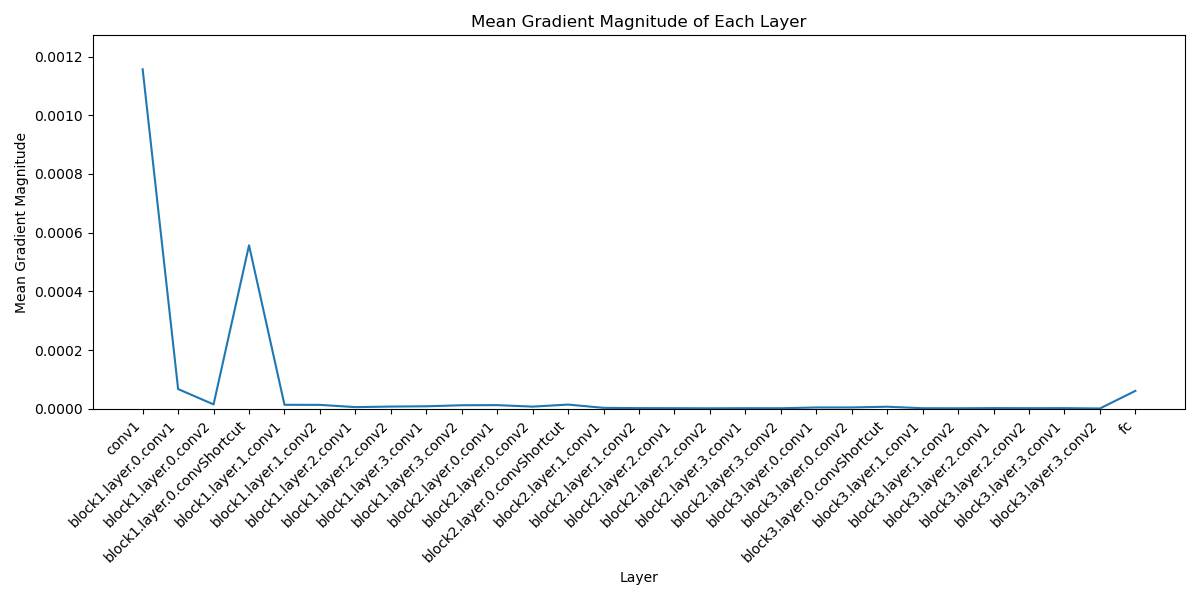 Mean Gradient Magnitude of Each Layer
Mean Gradient Magnitude
0.0012
0.0010
0.0008
0.0006
0.0004
0.0002
0.0000
conv1
block1.layer.0.conv1
block1.layer.0.conv2
block1.layer.0.convShortcut
block1.layer.1.conv1
block1.layer.1.conv2
block1.layer.2.conv1
block1.layer.2.conv2
block1.layer.3.conv1
block1.layer.3.conv2
block2.layer.0.conv1
block2.layer.0.conv2
block2.layer.0.convShortcut
block2.layer.1.conv1
block2.layer.1.conv2
block2.layer.2.conv1
block2.layer.2.conv2
block2.layer.3.conv1
block2.layer.3.conv2
block3.layer.0.conv1
block3.layer.0.conv2
block3.layer.0.convShortcut
block3.layer.1.conv1
block3.layer.1.conv2
block3.layer.2.conv1
block3.layer.2.conv2
block3.layer.3.conv1
block3.layer.3.conv2
fc
Layer